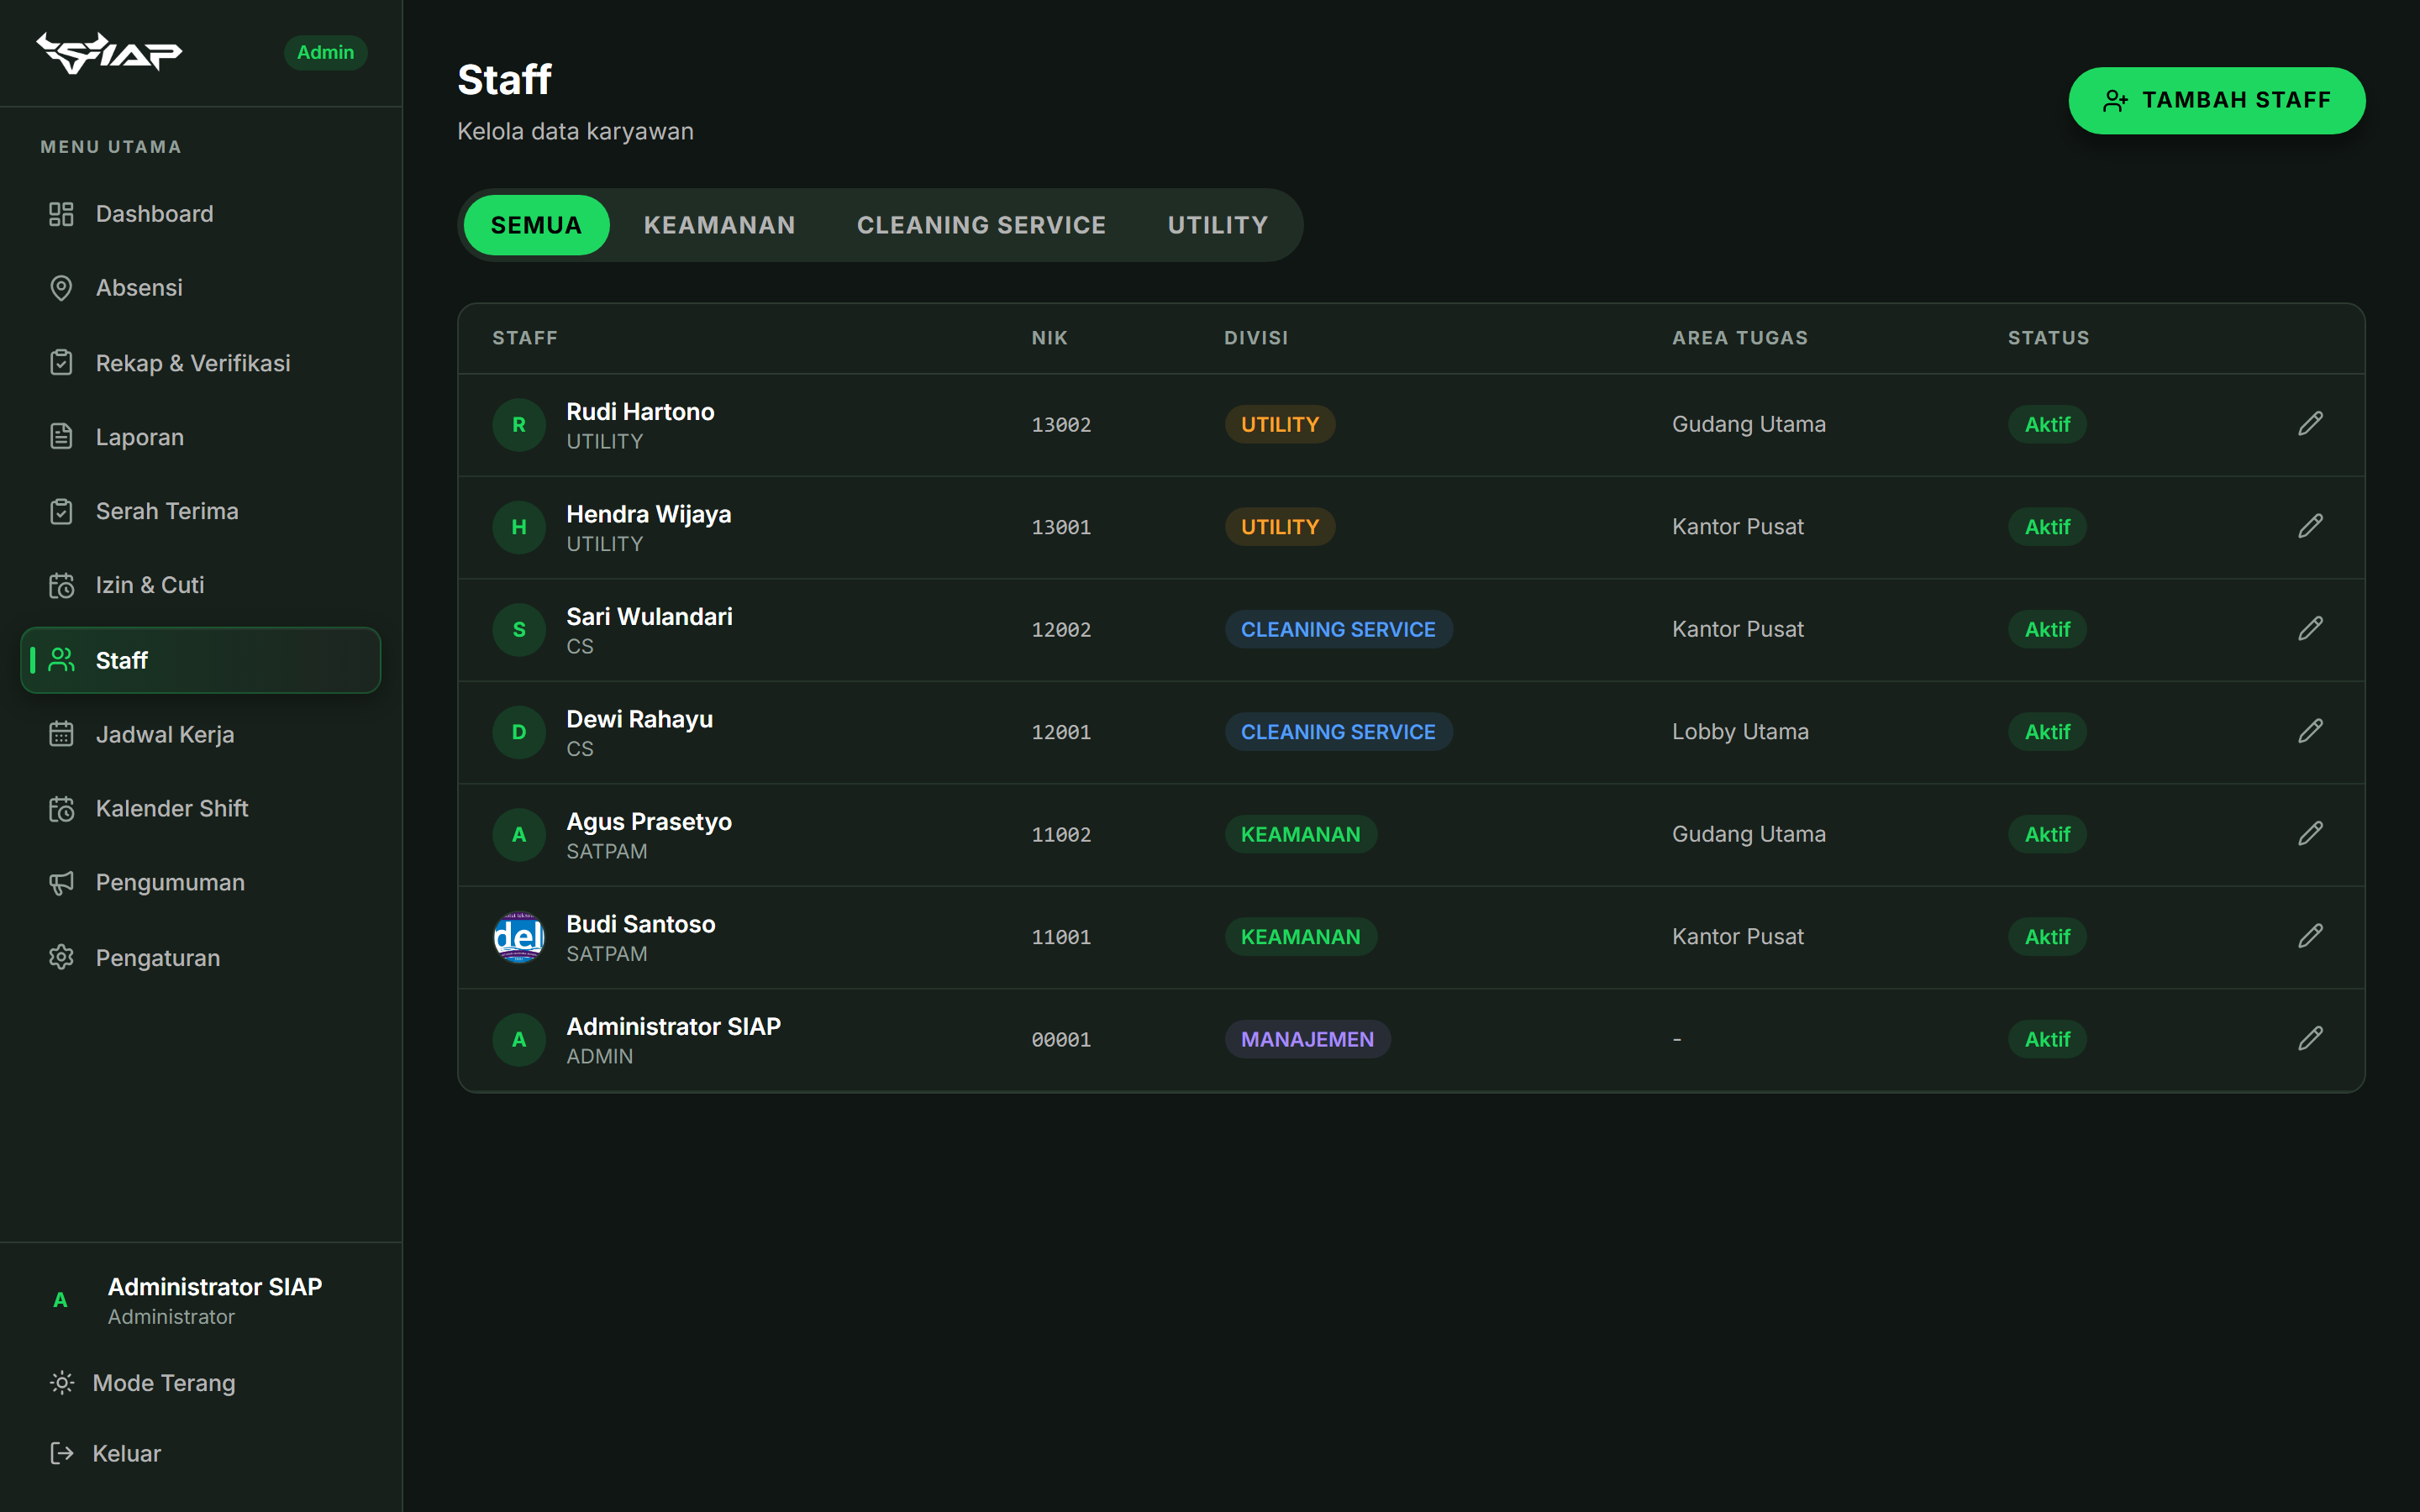 SIAP
Admin
MENU UTAMA
Dashboard
Absensi
Rekap & Verifikasi
Laporan
Serah Terima
Izin & Cuti
Staff
Jadwal Kerja
Kalender Shift
Pengumuman
Pengaturan
A Administrator SIAP
Administrator
Mode Terang
Keluar
Staff
Kelola data karyawan
TAMBAH STAFF
SEMUA KEAMANAN CLEANING SERVICE UTILITY
STAFF NIK DIVISI AREA TUGAS STATUS
R Rudi Hartono 13002 UTILITY Gudang Utama Aktif
UTILITY
H Hendra Wijaya 13001 UTILITY Kantor Pusat Aktif
UTILITY
S Sari Wulandari 12002 CLEANING SERVICE Kantor Pusat Aktif
CS
D Dewi Rahayu 12001 CLEANING SERVICE Lobby Utama Aktif
CS
A Agus Prasetyo 11002 KEAMANAN Gudang Utama Aktif
SATPAM
del Budi Santoso 11001 KEAMANAN Kantor Pusat Aktif
SATPAM
A Administrator SIAP 00001 MANAJEMEN - Aktif
ADMIN